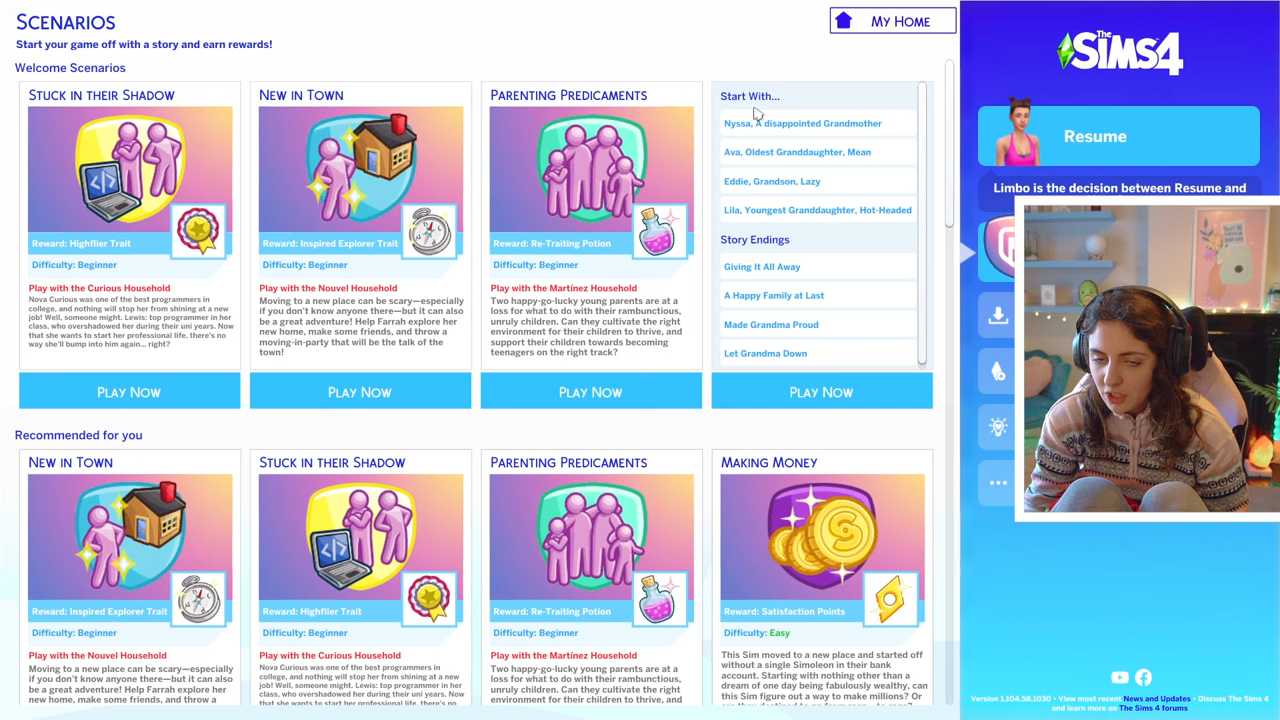 SCENARIOS
My Home
Start your game off with a story and earn rewards!
Welcome Scenarios
STUCK IN THEIR SHADOW
Reward: Highflier Trait
Difficulty: Beginner
Play with the Curious Household
Nova Curious was one of the best programmers in
college, and nothing will stop her from shining at a new
job! Well, someone might. Lewis: top programmer in her
class, who overshadowed her during their uni years. Now
that she wants to start her professional life, there's no
way she'll bump into him again... right?
PLAY NOW
NEW IN TOWN
Reward: Inspired Explorer Trait
Difficulty: Beginner
Play with the Nouvel Household
Moving to a new place can be scary—especially
if you don't know anyone there—but it can also
be a great adventure! Help Farrah explore her
new home, make some friends, and throw a
moving-in-party that will be the talk of the
town!
PLAY NOW
PARENTING PREDICAMENTS
Reward: Re-Traiting Potion
Difficulty: Beginner
Play with the Martínez Household
Two happy-go-lucky young parents are at a
loss for what to do with their rambunctious,
unruly children. Can they cultivate the right
environment for their children to thrive, and
support their children towards becoming
teenagers on the right track?
PLAY NOW
Start With...
Nyssa, A disappointed Grandmother
Ava, Oldest Granddaughter, Mean
Eddie, Grandson, Lazy
Lila, Youngest Granddaughter, Hot-Headed
Story Endings
Giving It All Away
A Happy Family at Last
Made Grandma Proud
Let Grandma Down
PLAY NOW
Recommended for you
NEW IN TOWN
Reward: Inspired Explorer Trait
Difficulty: Beginner
Play with the Nouvel Household
Moving to a new place can be scary—especially
if you don't know anyone there—but it can also
be a great adventure! Help Farrah explore her
new home, make some friends, and throw a
STUCK IN THEIR SHADOW
Reward: Highflier Trait
Difficulty: Beginner
Play with the Curious Household
Nova Curious was one of the best programmers in
college, and nothing will stop her from shining at a new
job! Well, someone might. Lewis: top programmer in her
class, who overshadowed her during their uni years. Now
that she wants to start her professional life, there's no
PARENTING PREDICAMENTS
Reward: Re-Traiting Potion
Difficulty: Beginner
Play with the Martínez Household
Two happy-go-lucky young parents are at a
loss for what to do with their rambunctious,
unruly children. Can they cultivate the right
environment for their children to thrive, and
MAKING MONEY
Reward: Satisfaction Points
Difficulty: Easy
This Sim moved to a new place and started off
without a single Simoleon in their bank
account. Starting with nothing other than a
dream of one day being fabulously wealthy, can
this Sim figure out a way to make millions? Or
The SIMS 4
Resume
Limbo is the decision between Resume and
Version 1.104.58.1030 • View most recent News and Updates • Discuss The Sims 4
and learn more on The Sims 4 forums